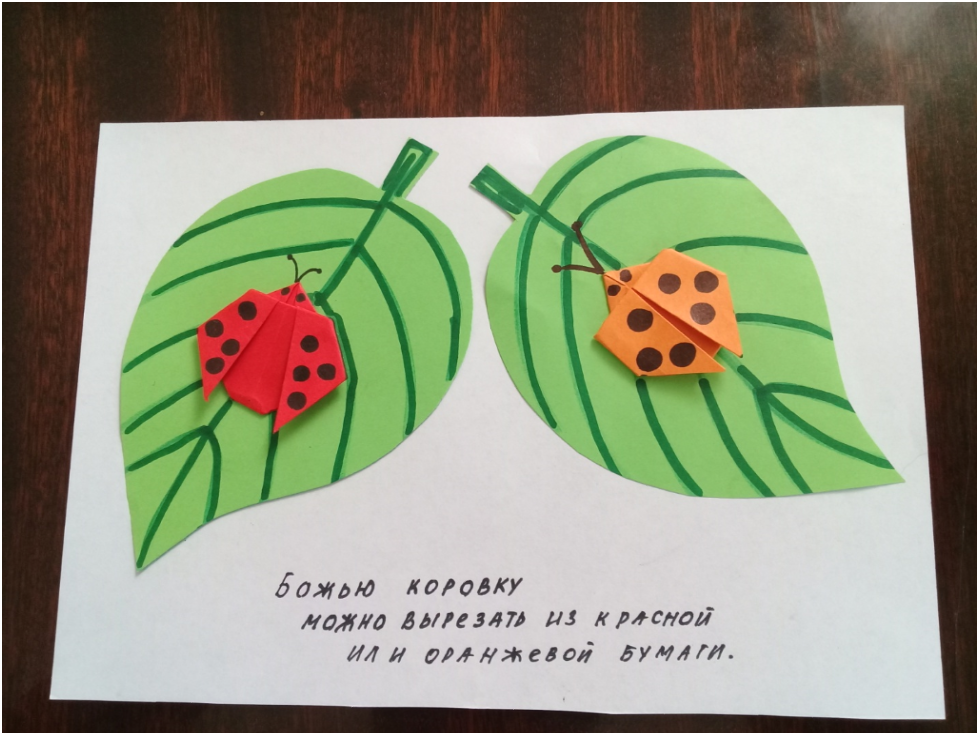 Божью коровку
можно вырезать из красной
или оранжевой бумаги.